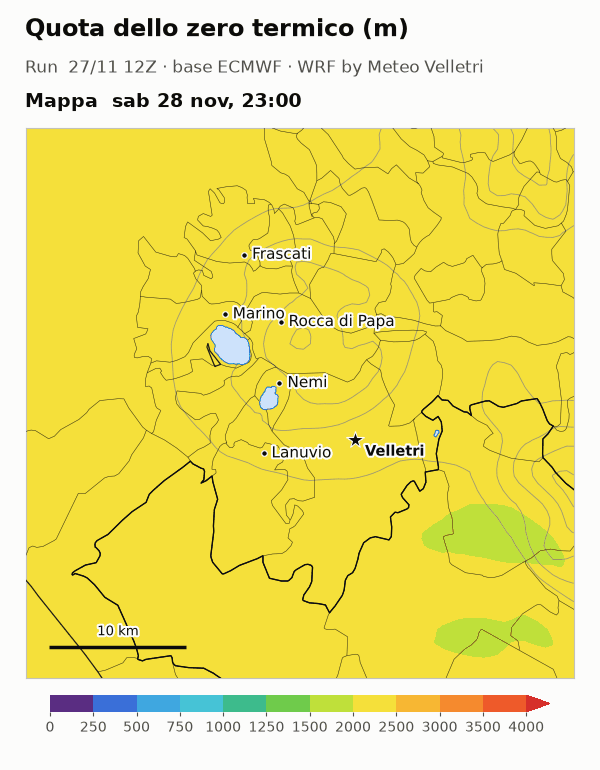 Quota dello zero termico (m)
Run  27/11 12Z · base ECMWF · WRF by Meteo Velletri
Mappa  sab 28 nov, 23:00
Frascati
Marino
Rocca di Papa
Nemi
Velletri
Lanuvio
10 km
0 250 500 750 1000 1250 1500 2000 2500 3000 3500 4000